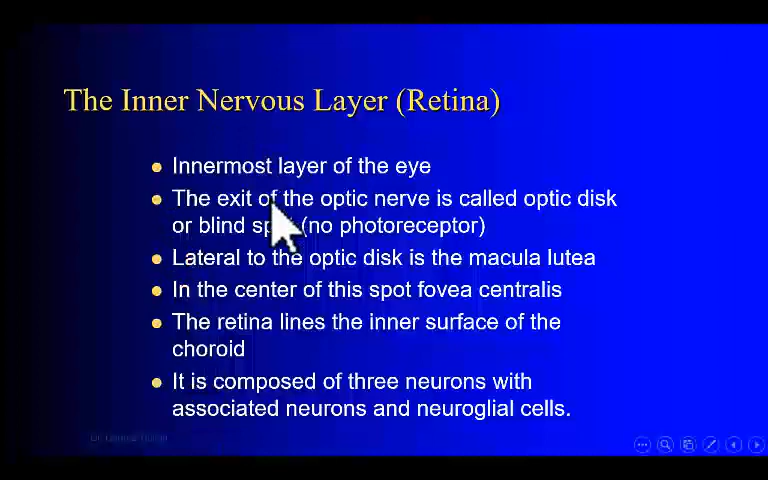 The Inner Nervous Layer (Retina)
Innermost layer of the eye
The exit of the optic nerve is called optic disk
or blind (no photoreceptor)
Lateral to the optic disk is the macula lutea
In the center of this spot fovea centralis
The retina lines the inner surface of the
choroid
It is composed of three neurons with
associated neurons and neuroglial cells.